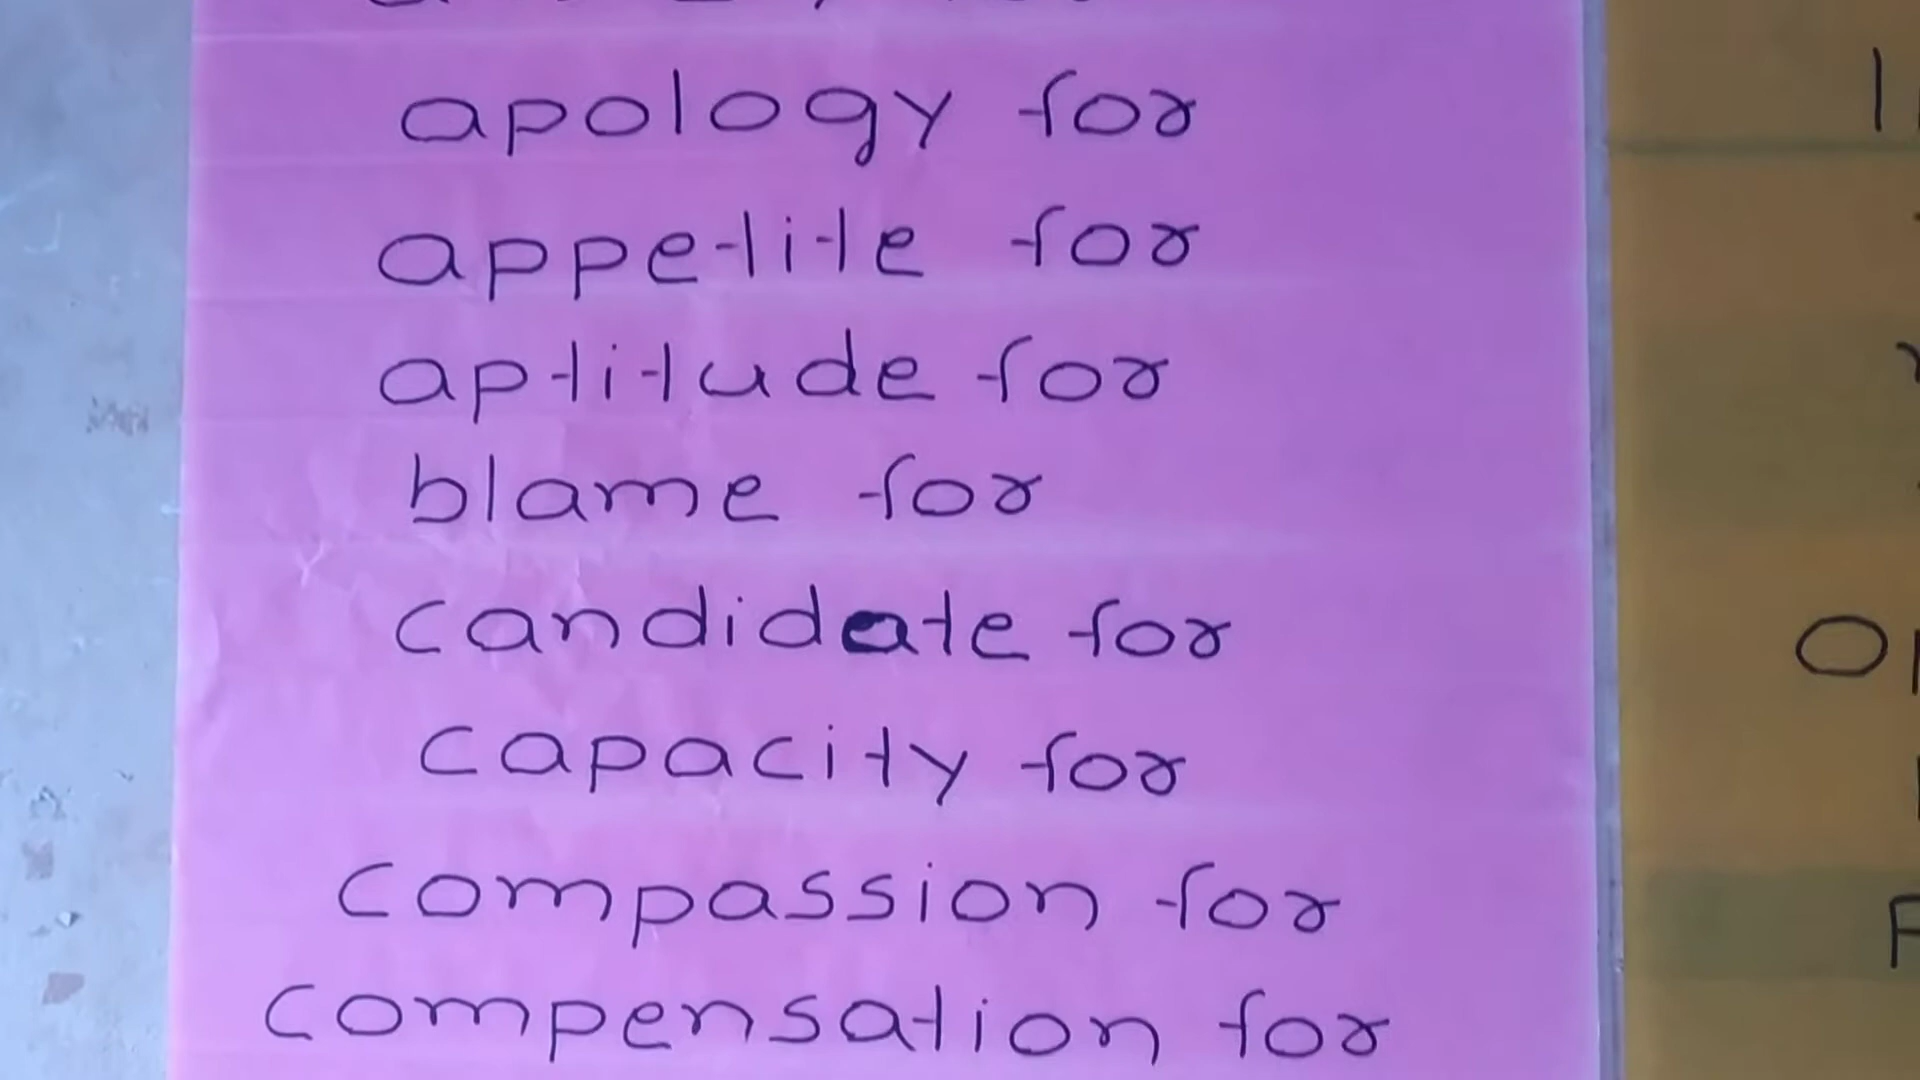 apology for
appetite for
aptitude for
blame for
candidate for
capacity for
compassion for
compensation for